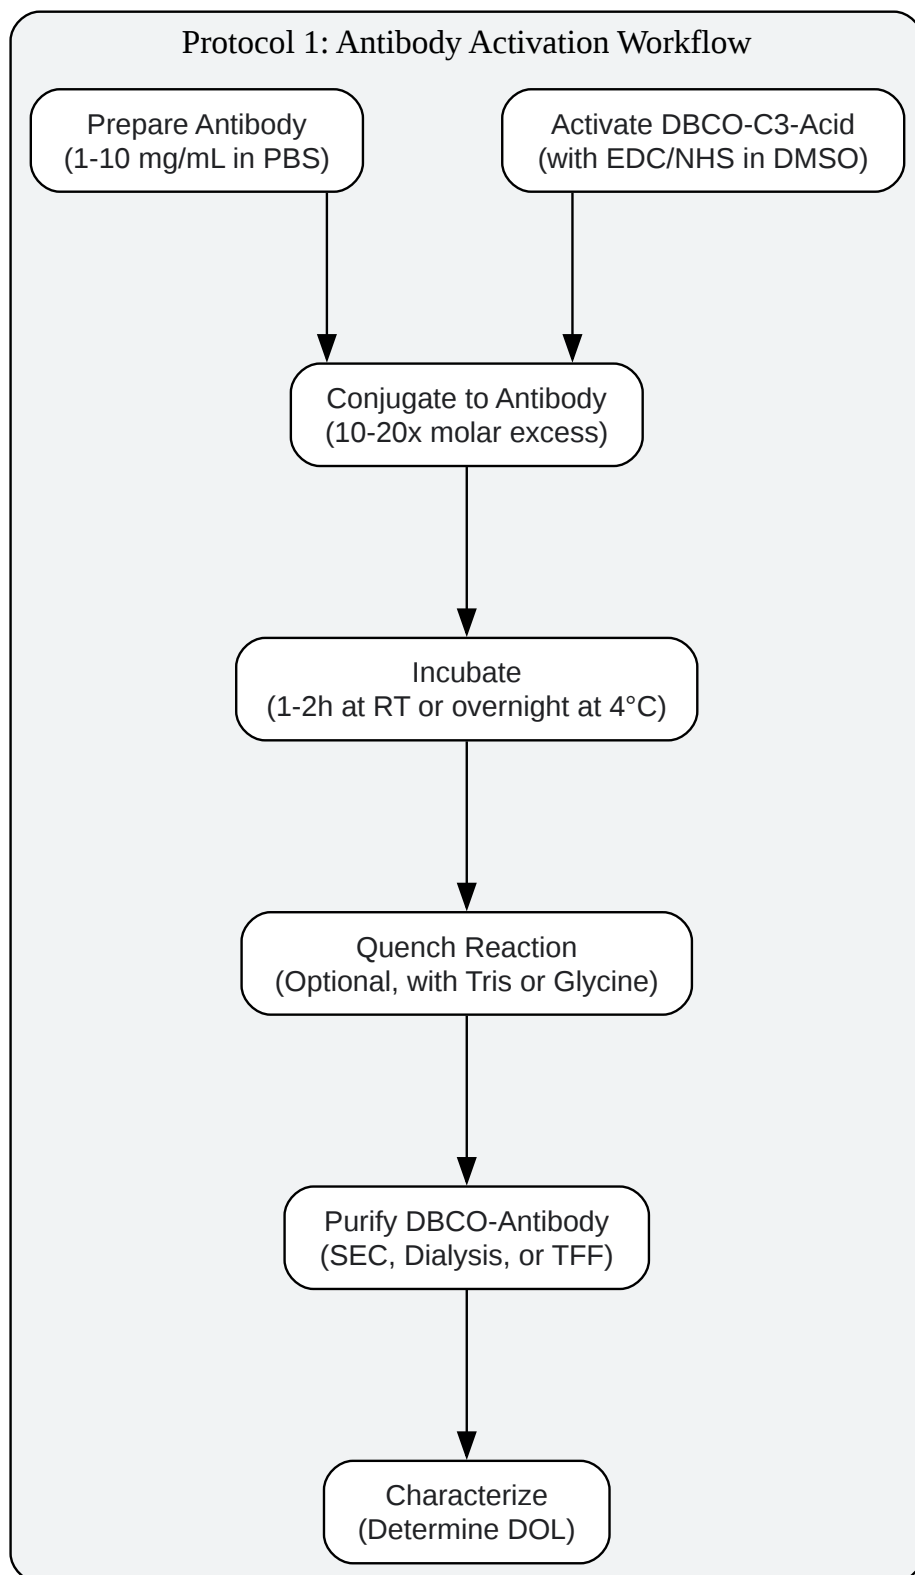 Protocol 1: Antibody Activation Workflow
Prepare Antibody
(1-10 mg/mL in PBS)
Activate DBCO-C3-Acid
(with EDC/NHS in DMSO)
Conjugate to Antibody
(10-20x molar excess)
Incubate
(1-2h at RT or overnight at 4°C)
Quench Reaction
(Optional, with Tris or Glycine)
Purify DBCO-Antibody
(SEC, Dialysis, or TFF)
Characterize
(Determine DOL)